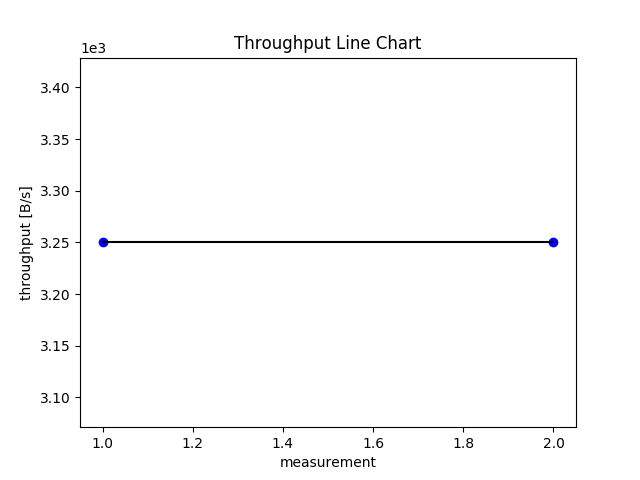 Throughput Line Chart
1e3
3.40
3.35
3.30
3.25
3.20
3.15
3.10
throughput [B/s]
1.0 1.2 1.4 1.6 1.8 2.0
measurement